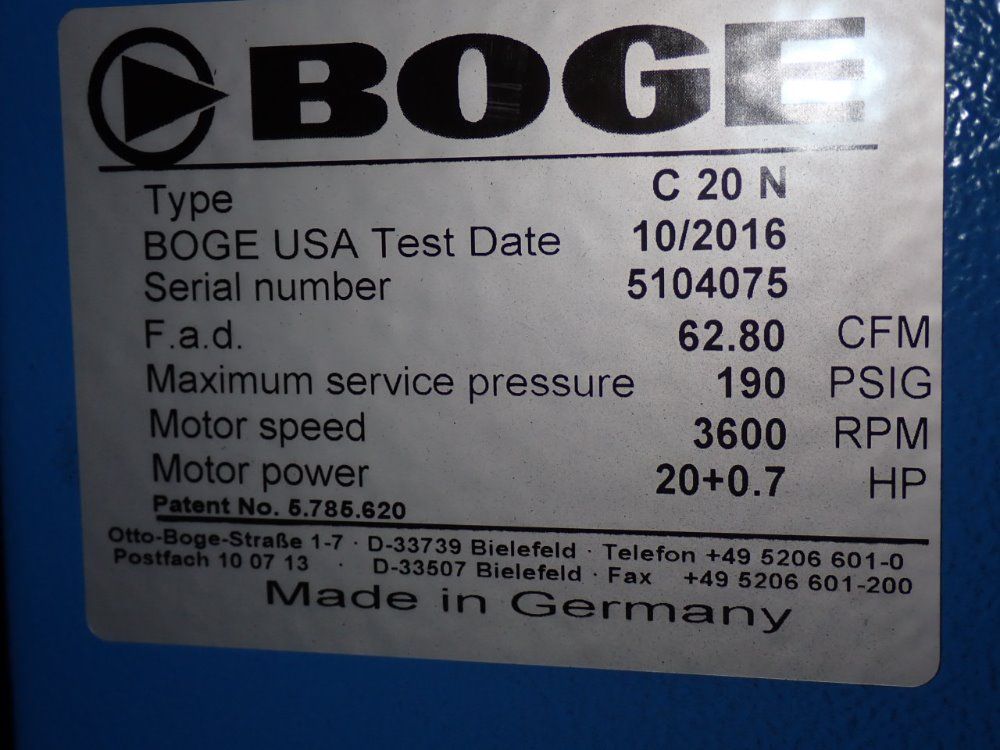 BOGE
Type C 20 N
BOGE USA Test Date 10/2016
Serial number 5104075
F.a.d. 62.80 CFM
Maximum service pressure 190 PSIG
Motor speed 3600 RPM
Motor power 20+0.7 HP
Patent No. 5.785.620
Otto-Boge-Straße 1-7 · D-33739 Bielefeld · Telefon +49 5206 601-0
Postfach 10 07 13 · D-33507 Bielefeld · Fax +49 5206 601-200
Made in Germany